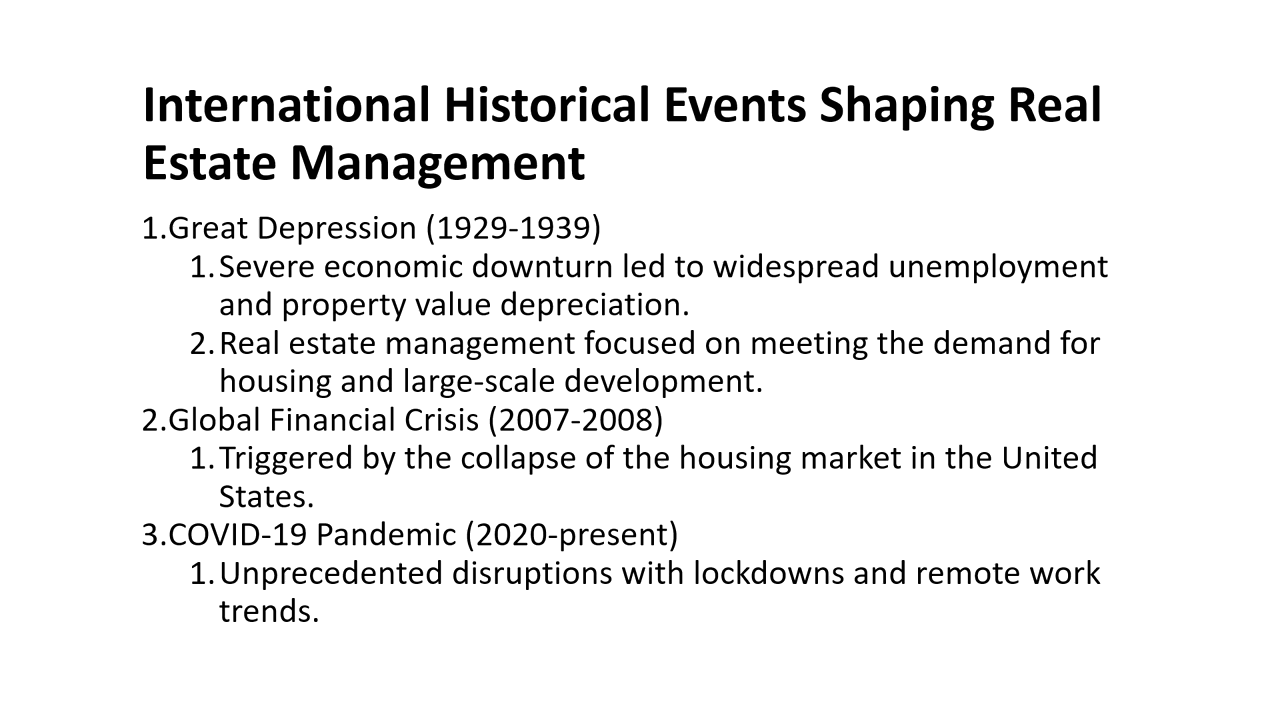 International Historical Events Shaping Real
Estate Management
1.Great Depression (1929-1939)
1.Severe economic downturn led to widespread unemployment
and property value depreciation.
2.Real estate management focused on meeting the demand for
housing and large-scale development.
2.Global Financial Crisis (2007-2008)
1.Triggered by the collapse of the housing market in the United
States.
3.COVID-19 Pandemic (2020-present)
1.Unprecedented disruptions with lockdowns and remote work
trends.